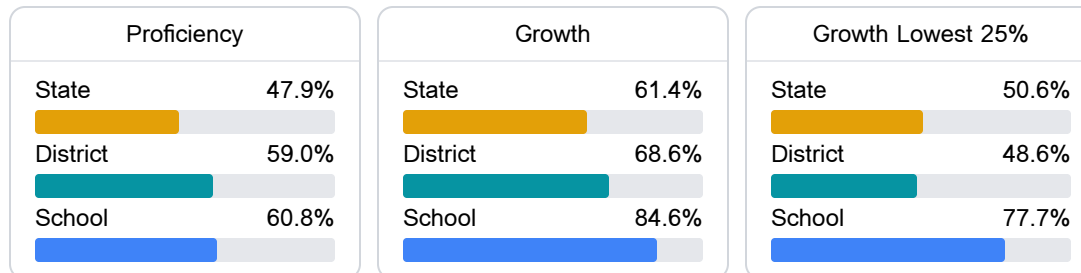 Proficiency
State 47.9%
District 59.0%
School 60.8%
Growth
State 61.4%
District 68.6%
School 84.6%
Growth Lowest 25%
State 50.6%
District 48.6%
School 77.7%